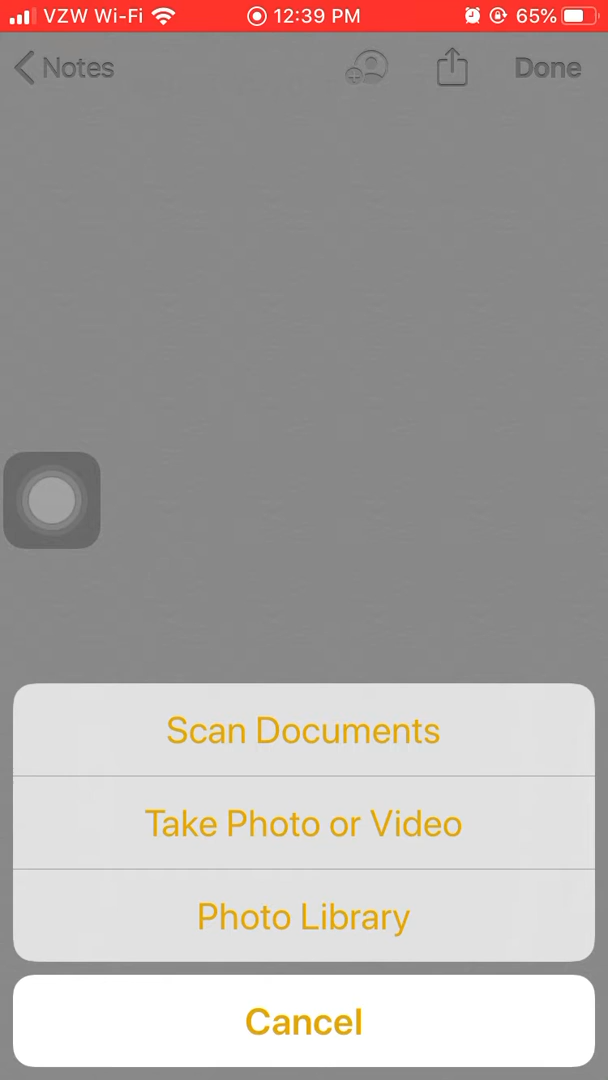 VZW Wi-Fi 12:39 PM 65%
Notes Done
Scan Documents
Take Photo or Video
Photo Library
Cancel